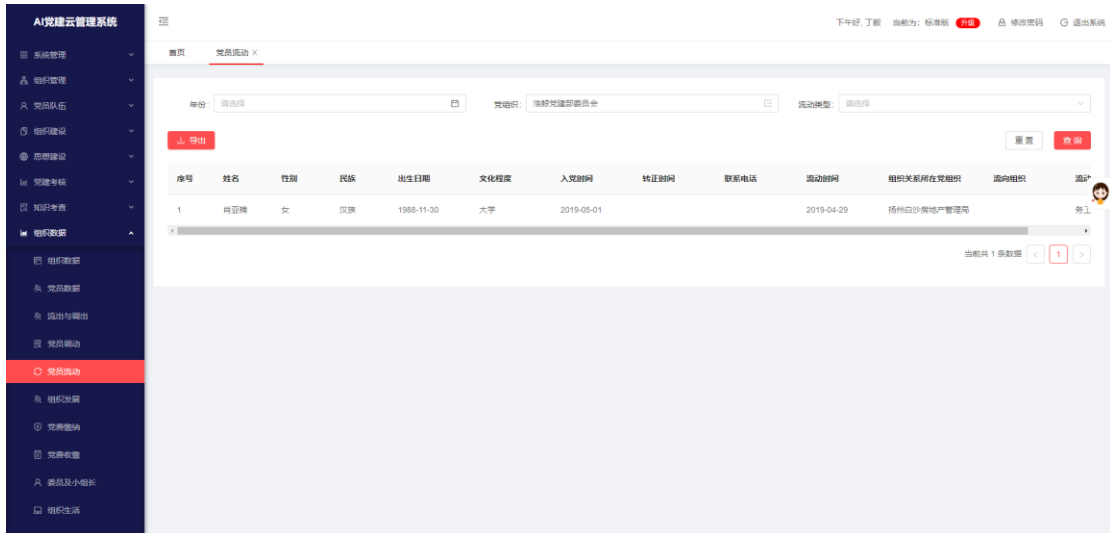 AI党建云管理系统
下午好, 丁毅 当前为: 标准版 升级 修改密码 退出系统
首页 党员流动 ×
系统管理
组织管理
党员队伍
组织建设
思想建设
党建考核
知识考查
组织数据
组织数据
党员数据
流出与调出
党员调动
党员流动
组织发展
党费缴纳
党费收缴
委员及小组长
组织生活
年份: 请选择 党组织: 浩鲸党建部委员会 流动类型: 请选择
导出 重置 查询
序号 姓名 性别 民族 出生日期 文化程度 入党时间 转正时间 联系电话 流动时间 组织关系所在党组织 流向组织 流动
1 肖亚楠 女 汉族 1988-11-30 大学 2019-05-01 2019-04-29 扬州白沙房地产管理局 务工
当前共 1 条数据 < 1 >